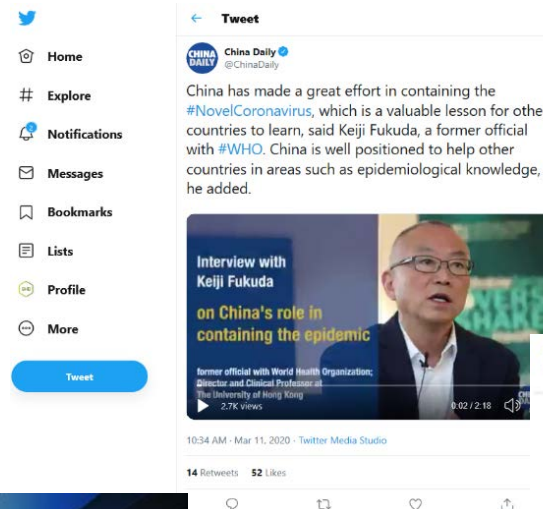 Tweet
Home
Explore
Notifications
2
Messages
Bookmarks
Lists
Profile
More
Tweet
CHINA
DAILY
China Daily
@ChinaDaily
China has made a great effort in containing the
#NovelCoronavirus, which is a valuable lesson for othe
countries to learn, said Keiji Fukuda, a former official
with #WHO. China is well positioned to help other
countries in areas such as epidemiological knowledge,
he added.
Interview with
Keiji Fukuda
on China's role in
containing the epidemic
former official with World Health Organization;
Director and Clinical Professor at
The University of Hong Kong
2.7K views
0:02 / 2:18
10:34 AM · Mar 11, 2020 · Twitter Media Studio
14 Retweets 52 Likes